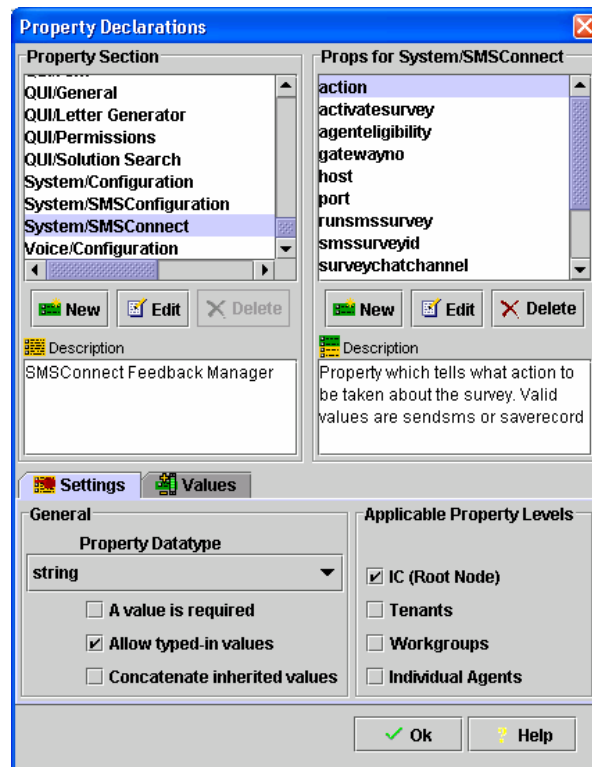 Property Declarations
Property Section
QUI/General
QUI/Letter Generator
QUI/Permissions
QUI/Solution Search
System/Configuration
System/SMSConfiguration
System/SMSConnect
Voice/Configuration
New
Edit
Delete
Description
SMSConnect Feedback Manager
Props for System/SMSConnect
action
activatesurvey
agenteligibility
gatewayno
host
port
runsmssurvey
smssurveyid
surveychatchannel
New
Edit
Delete
Description
Property which tells what action to
be taken about the survey. Valid
values are sendsms or saverecord
Settings
Values
General
Property Datatype
string
A value is required
Allow typed-in values
Concatenate inherited values
Applicable Property Levels
IC (Root Node)
Tenants
Workgroups
Individual Agents
Ok
Help